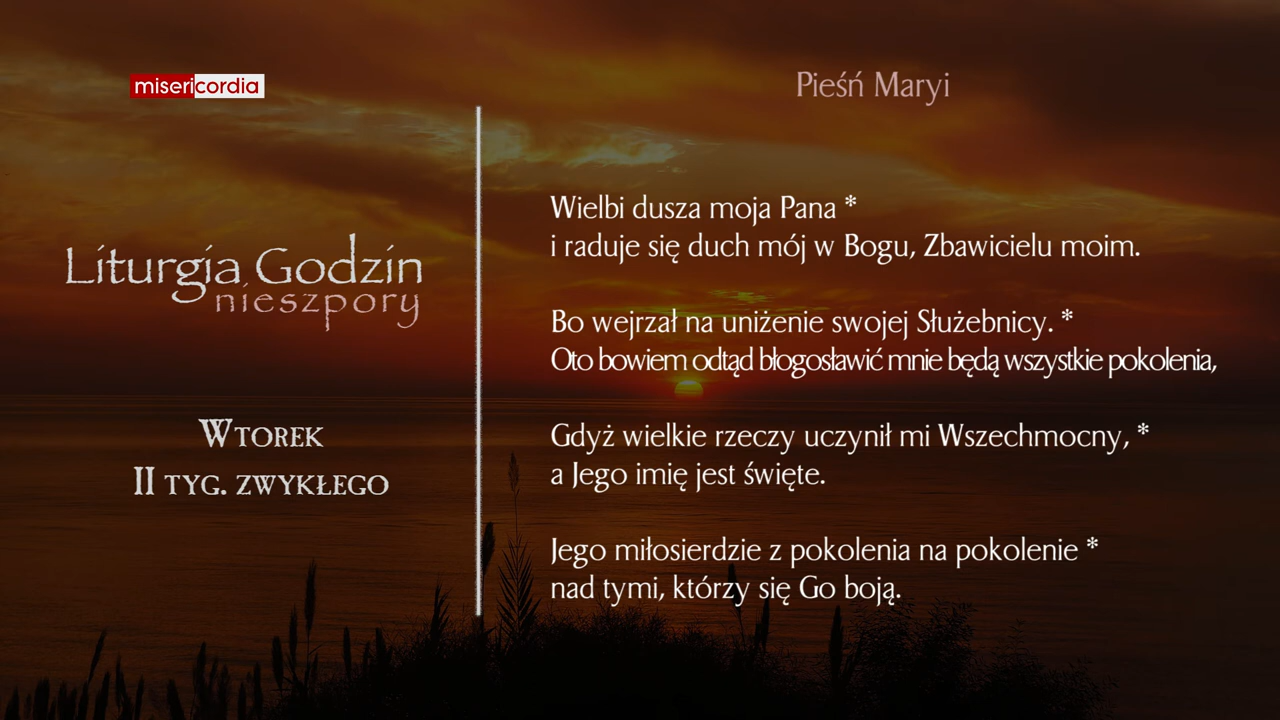 misericordia
Liturgia Godzin
nieszpory
Wtorek
II tyg. zwykłego
Pieśń Maryi
Wielbi dusza moja Pana *
i raduje się duch mój w Bogu, Zbawicielu moim.
Bo wejrzał na uniżenie swojej Służebnicy. *
Oto bowiem odtąd błogosławić mnie będą wszystkie pokolenia,
Gdyż wielkie rzeczy uczynił mi Wszechmocny, *
a Jego imię jest święte.
Jego miłosierdzie z pokolenia na pokolenie *
nad tymi, którzy się Go boją.